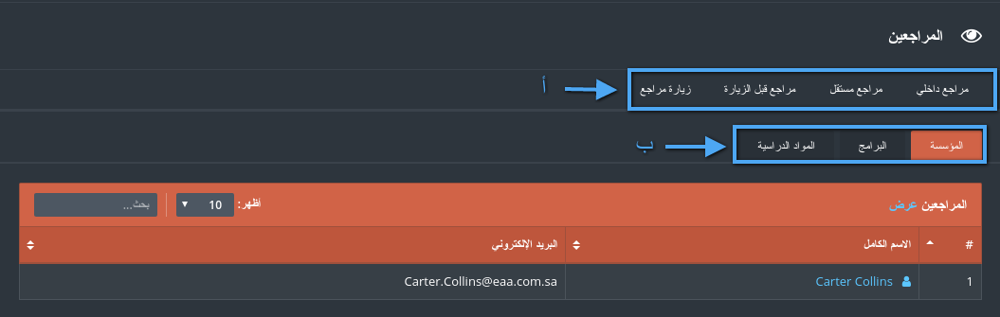 المراجعين
مراجع داخلي مراجع مستقل مراجع قبل الزيارة زيارة مراجع أ
المؤسسة البرامج المواد الدراسية ب
المراجعين عرض اظهر: 10 بحث...
# الاسم الكامل البريد الإلكتروني
1 Carter Collins Carter.Collins@eaa.com.sa